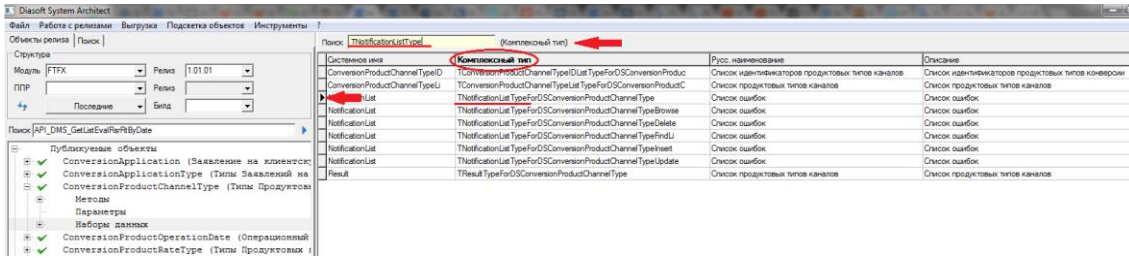 Diasoft System Architect
Файл Работа с релизами Выгрузка Подсветка объектов Инструменты ?
Объекты релиза Поиск
Структура
Модуль FTFX Релиз 1.01.01
ППР Релиз
Последние Билд
Поиск API_DMS_GetListEvalParRtByDate
Публикуемые объекты
ConversionApplication (Заявление на клиентск
ConversionApplicationType (Типы Заявлений на
ConversionProductChannelType (Типы Продуктовы
Методы
Параметры
Наборы данных
ConversionProductOperationDate (Операционный
ConversionProductRateType (Типы Продуктовых
Поиск: TNotificationListType (Комплексный тип)
Системное имя Комплексный тип Русс. наименование Описание
ConversionProductChannelTypeID TConversionProductChannelTypeIDListTypeForDSConversionProduc Список идентификаторов продуктовых типов каналов Список идентификаторов продуктовых типов конверсии
ConversionProductChannelTypeLi TConversionProductChannelTypeListTypeForDSConversionProductC Список продуктовых типов каналов Список продуктовых типов каналов
List TNotificationListTypeForDSConversionProductChannelType Список ошибок Список ошибок
NotificationList TNotificationListTypeForDSConversionProductChannelTypeBrowse Список ошибок Список ошибок
NotificationList TNotificationListTypeForDSConversionProductChannelTypeDelete Список ошибок Список ошибок
NotificationList TNotificationListTypeForDSConversionProductChannelTypeFindLi Список ошибок Список ошибок
NotificationList TNotificationListTypeForDSConversionProductChannelTypeInsert Список ошибок Список ошибок
NotificationList TNotificationListTypeForDSConversionProductChannelTypeUpdate Список ошибок Список ошибок
Result TResultTypeForDSConversionProductChannelType Список продуктовых типов каналов Список продуктовых типов каналов